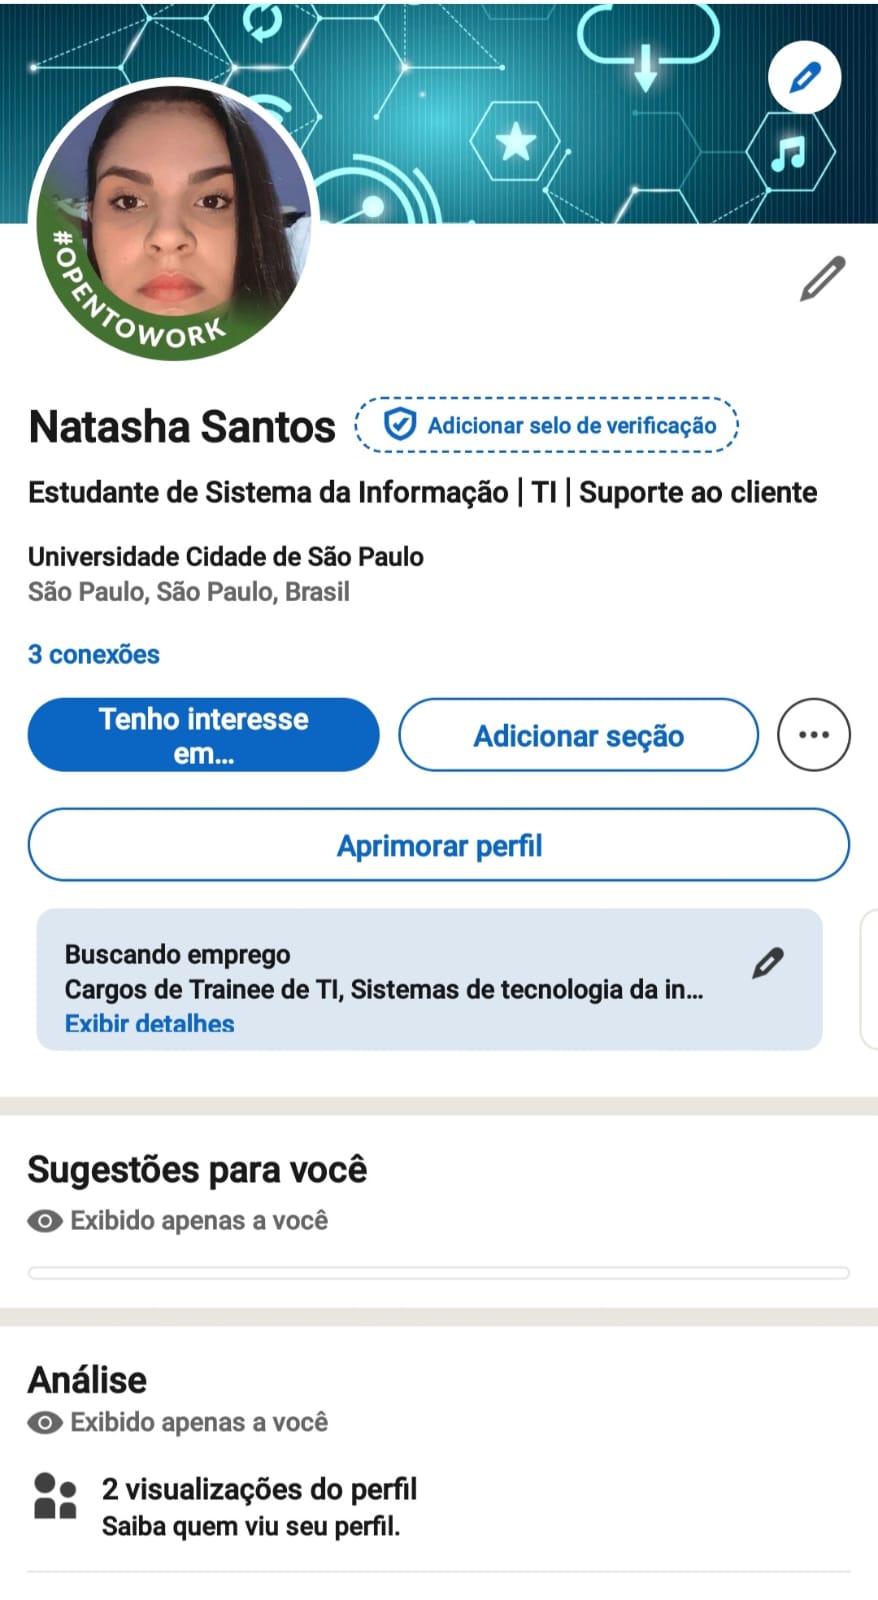 #OPENTOWORK
Natasha Santos
Adicionar selo de verificação
Estudante de Sistema da Informação | TI | Suporte ao cliente
Universidade Cidade de São Paulo
São Paulo, São Paulo, Brasil
3 conexões
Tenho interesse
em...
Adicionar seção
Aprimorar perfil
Buscando emprego
Cargos de Trainee de TI, Sistemas de tecnologia da in...
Exibir detalhes
Sugestões para você
Exibido apenas a você
Análise
Exibido apenas a você
2 visualizações do perfil
Saiba quem viu seu perfil.